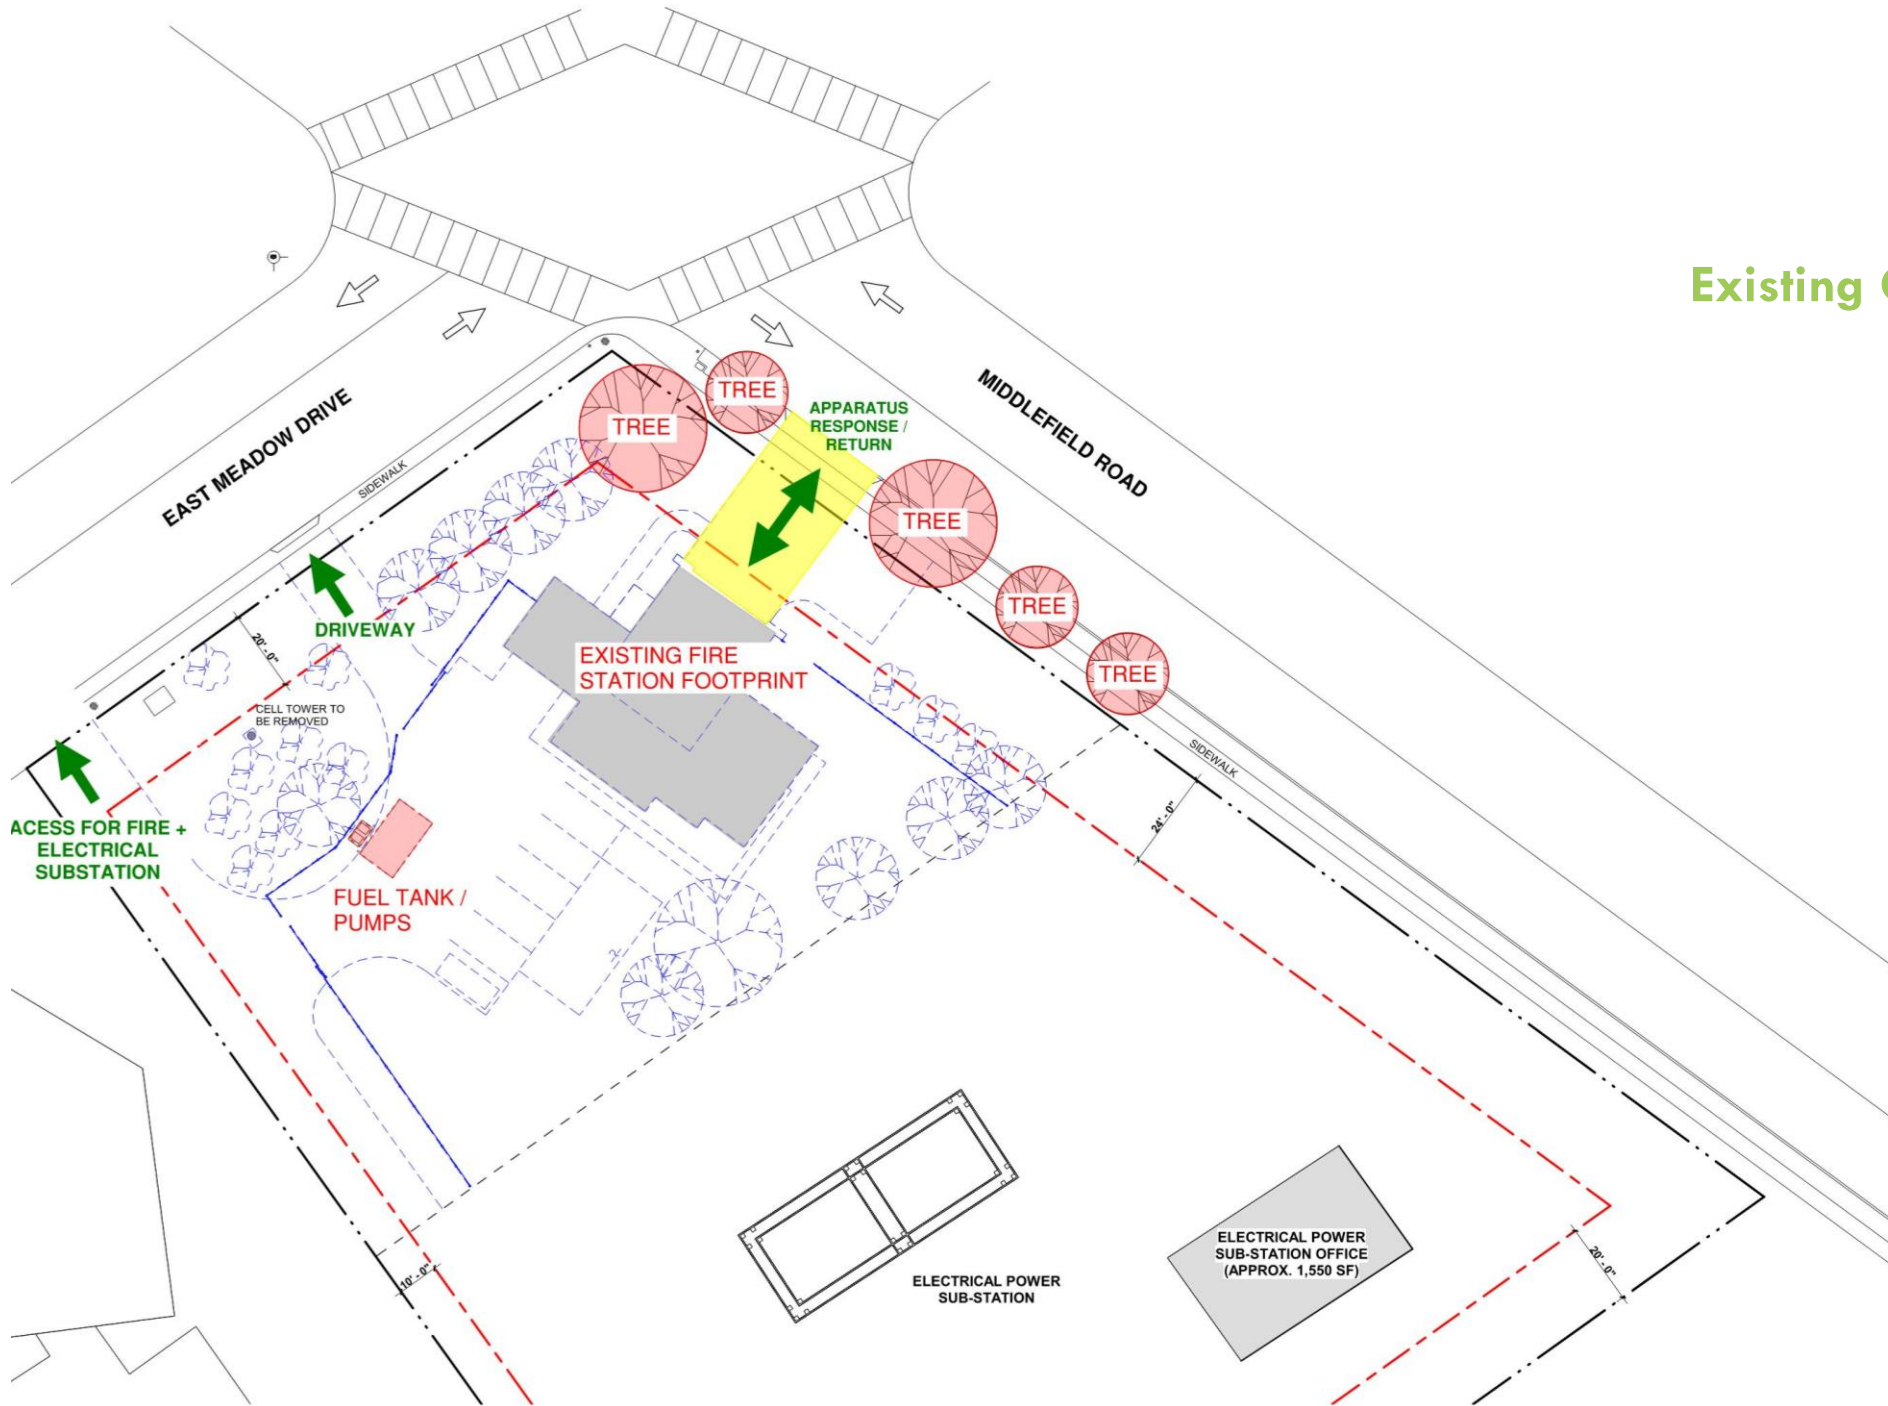 Existing
EAST MEADOW DRIVE
SIDEWALK
MIDDLEFIELD ROAD
TREE
TREE
APPARATUS
RESPONSE /
RETURN
TREE
TREE
TREE
SIDEWALK
24'-0"
DRIVEWAY
20'-0"
CELL TOWER TO
BE REMOVED
EXISTING FIRE
STATION FOOTPRINT
ACESS FOR FIRE +
ELECTRICAL
SUBSTATION
FUEL TANK /
PUMPS
10'-0"
ELECTRICAL POWER
SUB-STATION
ELECTRICAL POWER
SUB-STATION OFFICE
(APPROX. 1,550 SF)
20'-0"